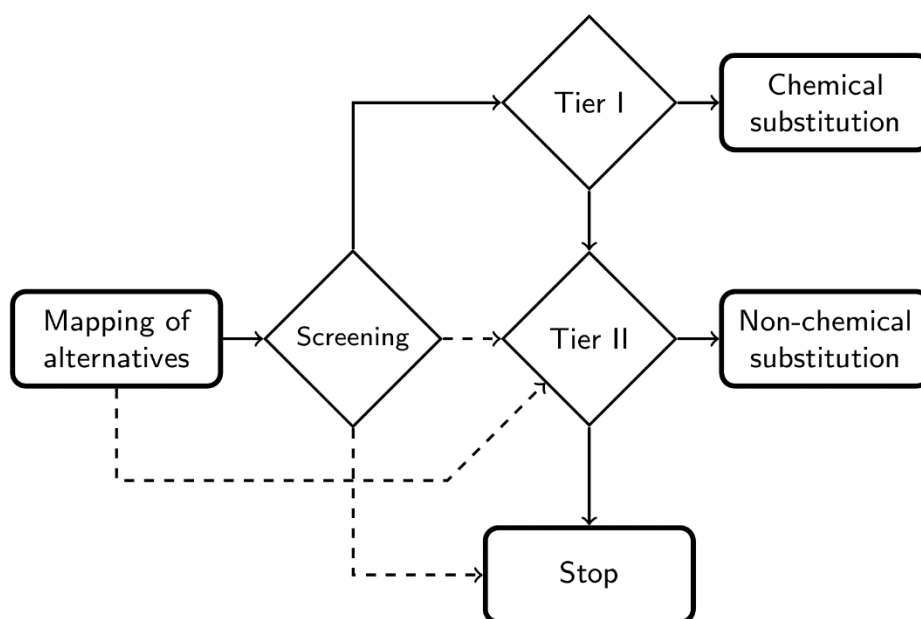 Tier I
Chemical
substitution
Mapping of
alternatives
Screening
Tier II
Non-chemical
substitution
Stop